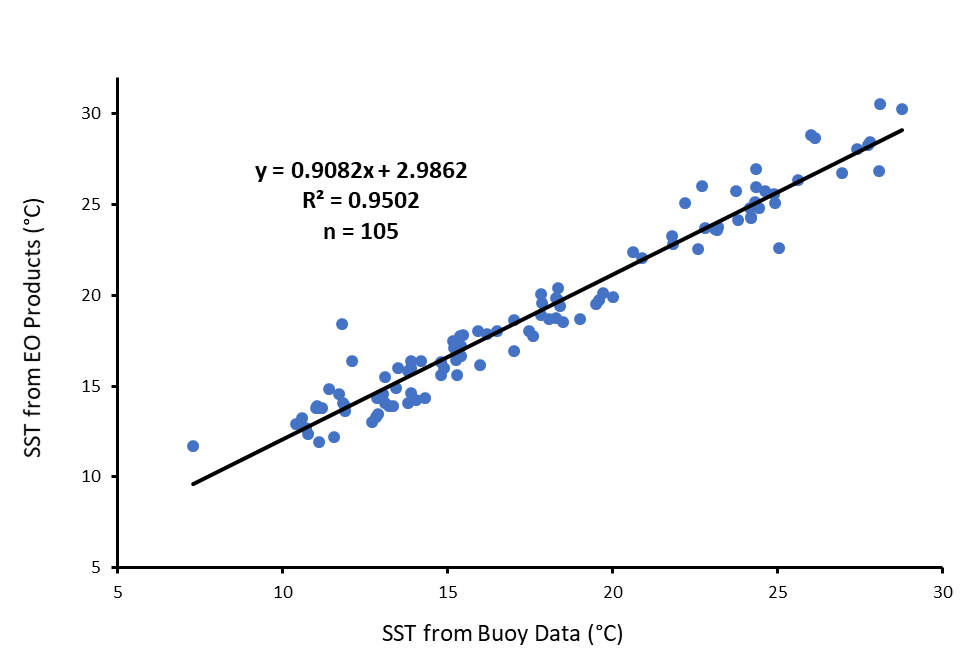 30
25
20
15
10
5
SST from EO Products (°C)
y = 0.9082x + 2.9862
R² = 0.9502
n = 105
5 10 15 20 25 30
SST from Buoy Data (°C)